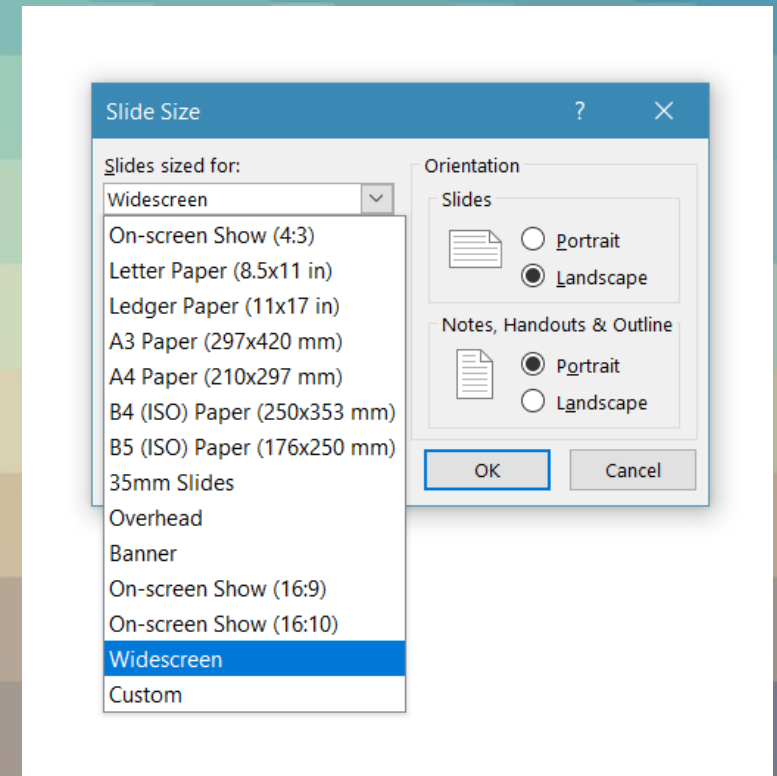 Slide Size
?
Slides sized for:
Widescreen
On-screen Show (4:3)
Letter Paper (8.5x11 in)
Ledger Paper (11x17 in)
A3 Paper (297x420 mm)
A4 Paper (210x297 mm)
B4 (ISO) Paper (250x353 mm)
B5 (ISO) Paper (176x250 mm)
35mm Slides
Overhead
Banner
On-screen Show (16:9)
On-screen Show (16:10)
Widescreen
Custom
Orientation
Slides
Portrait
Landscape
Notes, Handouts & Outline
Portrait
Landscape
OK
Cancel